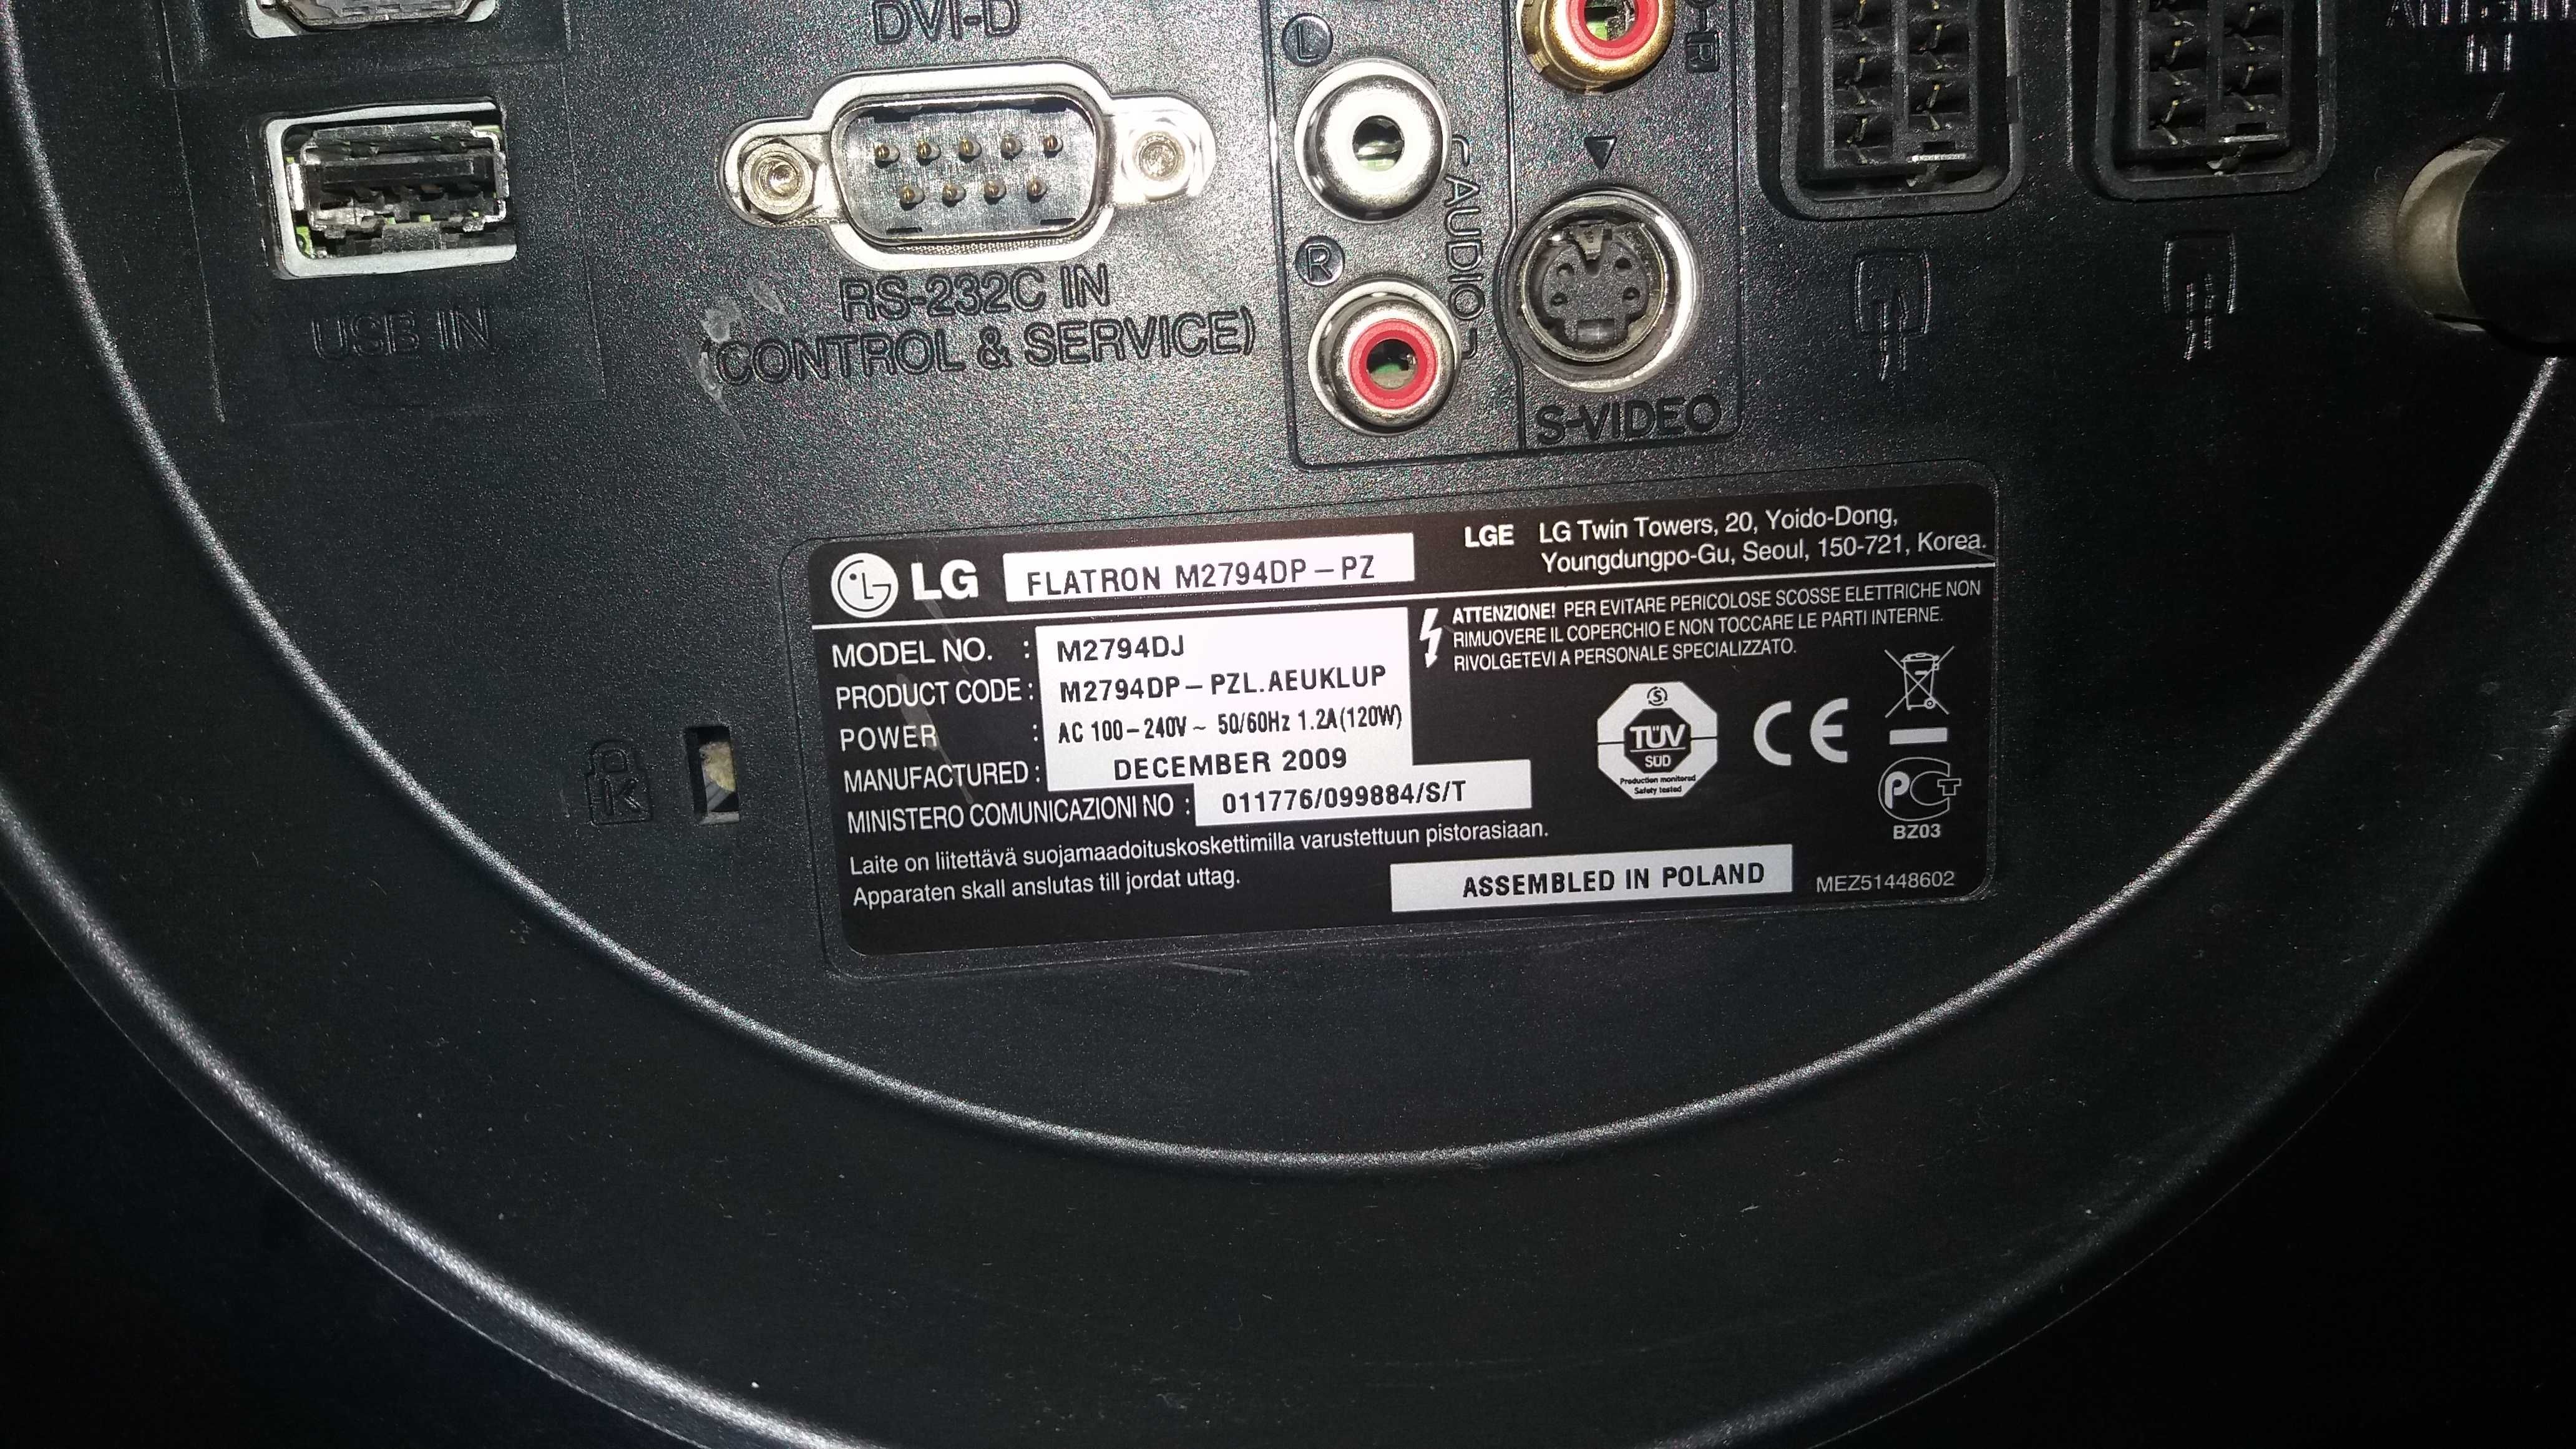 DVI-D
L
USB IN
RS-232C IN
(CONTROL & SERVICE)
AUDIO
R
S-VIDEO
IN
LG FLATRON M2794DP-PZ
LGE LG Twin Towers, 20, Yoido-Dong,
Youngdungpo-Gu, Seoul, 150-721, Korea.
MODEL NO. : M2794DJ
PRODUCT CODE : M2794DP-PZL.AEUKLUP
POWER : AC 100-240V ~ 50/60Hz 1.2A(120W)
MANUFACTURED : DECEMBER 2009
MINISTERO COMUNICAZIONI NO : 011776/099884/S/T
ATTENZIONE! PER EVITARE PERICOLOSE SCOSSE ELETTRICHE NON
RIMUOVERE IL COPERCHIO E NON TOCCARE LE PARTI INTERNE.
RIVOLGETEVI A PERSONALE SPECIALIZZATO.
S
TÜV
SÜD
Production monitored
Safety tested
CE
PCT
BZ03
Laite on liitettävä suojamaadoituskoskettimilla varustettuun pistorasiaan.
Apparaten skall anslutas till jordat uttag.
ASSEMBLED IN POLAND
MEZ51448602
K